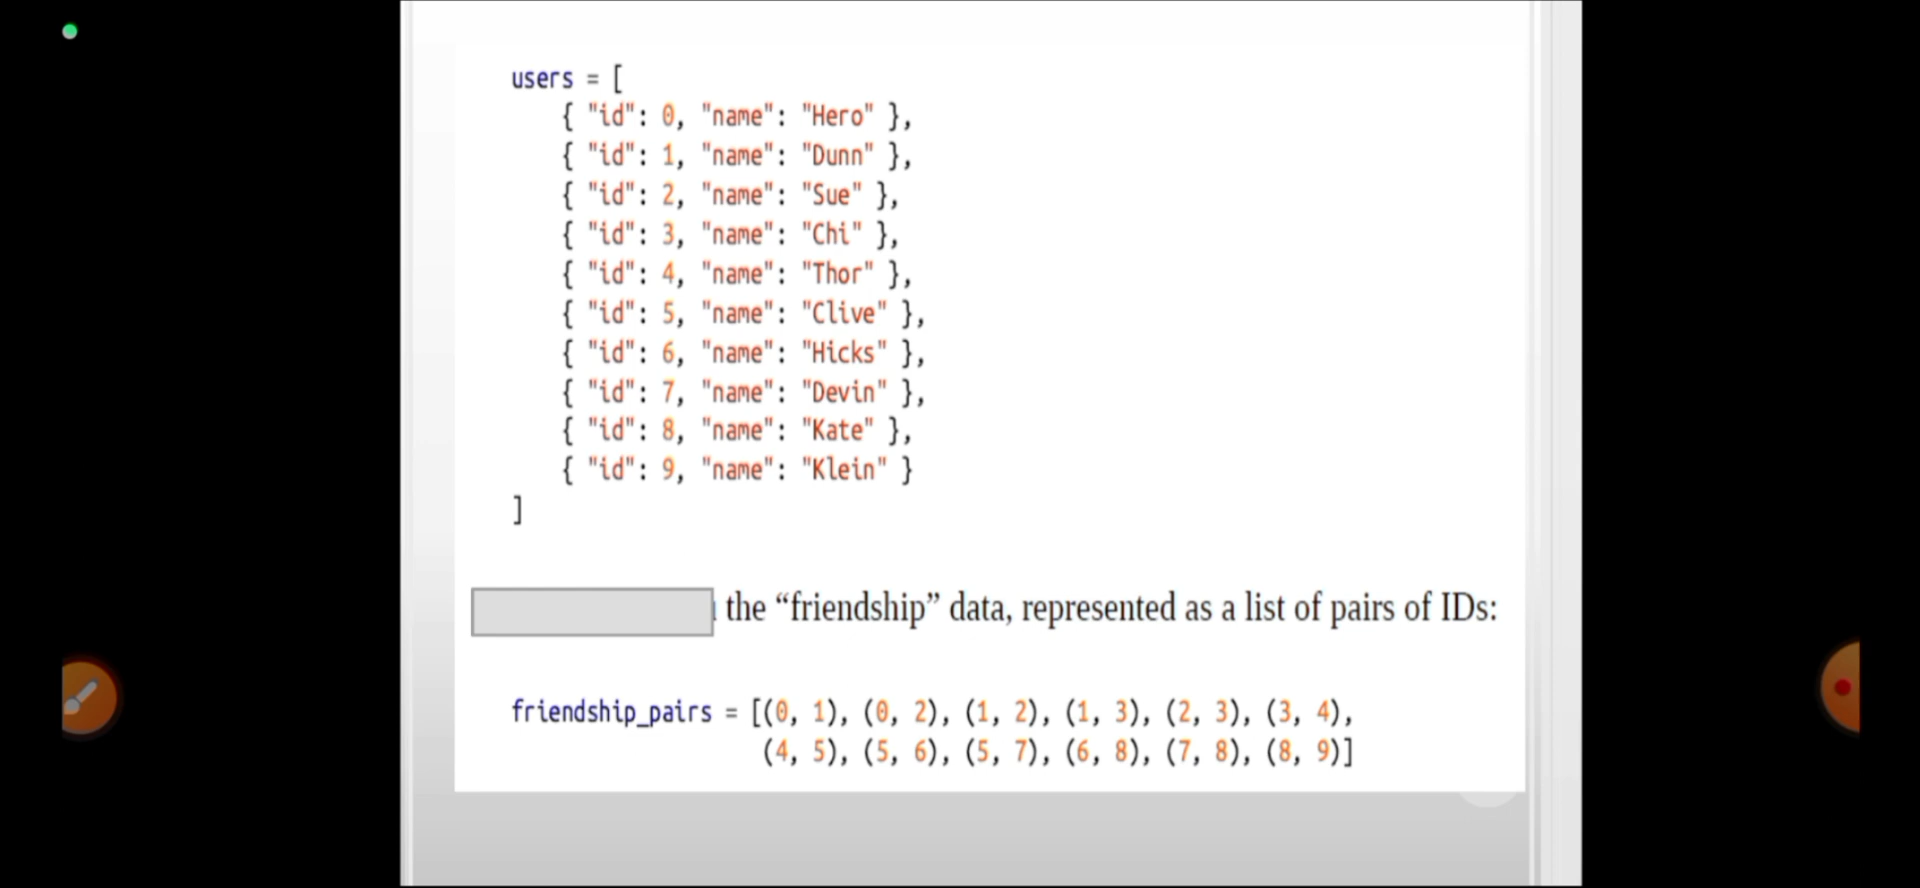 users = [
{ "id": 0, "name": "Hero" },
{ "id": 1, "name": "Dunn" },
{ "id": 2, "name": "Sue" },
{ "id": 3, "name": "Chi" },
{ "id": 4, "name": "Thor" },
{ "id": 5, "name": "Clive" },
{ "id": 6, "name": "Hicks" },
{ "id": 7, "name": "Devin" },
{ "id": 8, "name": "Kate" },
{ "id": 9, "name": "Klein" }
]
the “friendship” data, represented as a list of pairs of IDs:
friendship_pairs = [(0, 1), (0, 2), (1, 2), (1, 3), (2, 3), (3, 4),
(4, 5), (5, 6), (5, 7), (6, 8), (7, 8), (8, 9)]